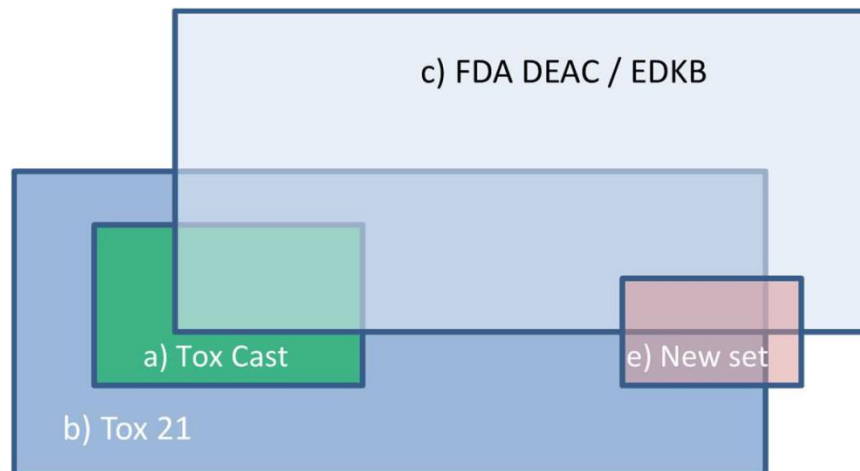 c) FDA DEAC / EDKB
a) Tox Cast
e) New set
b) Tox 21